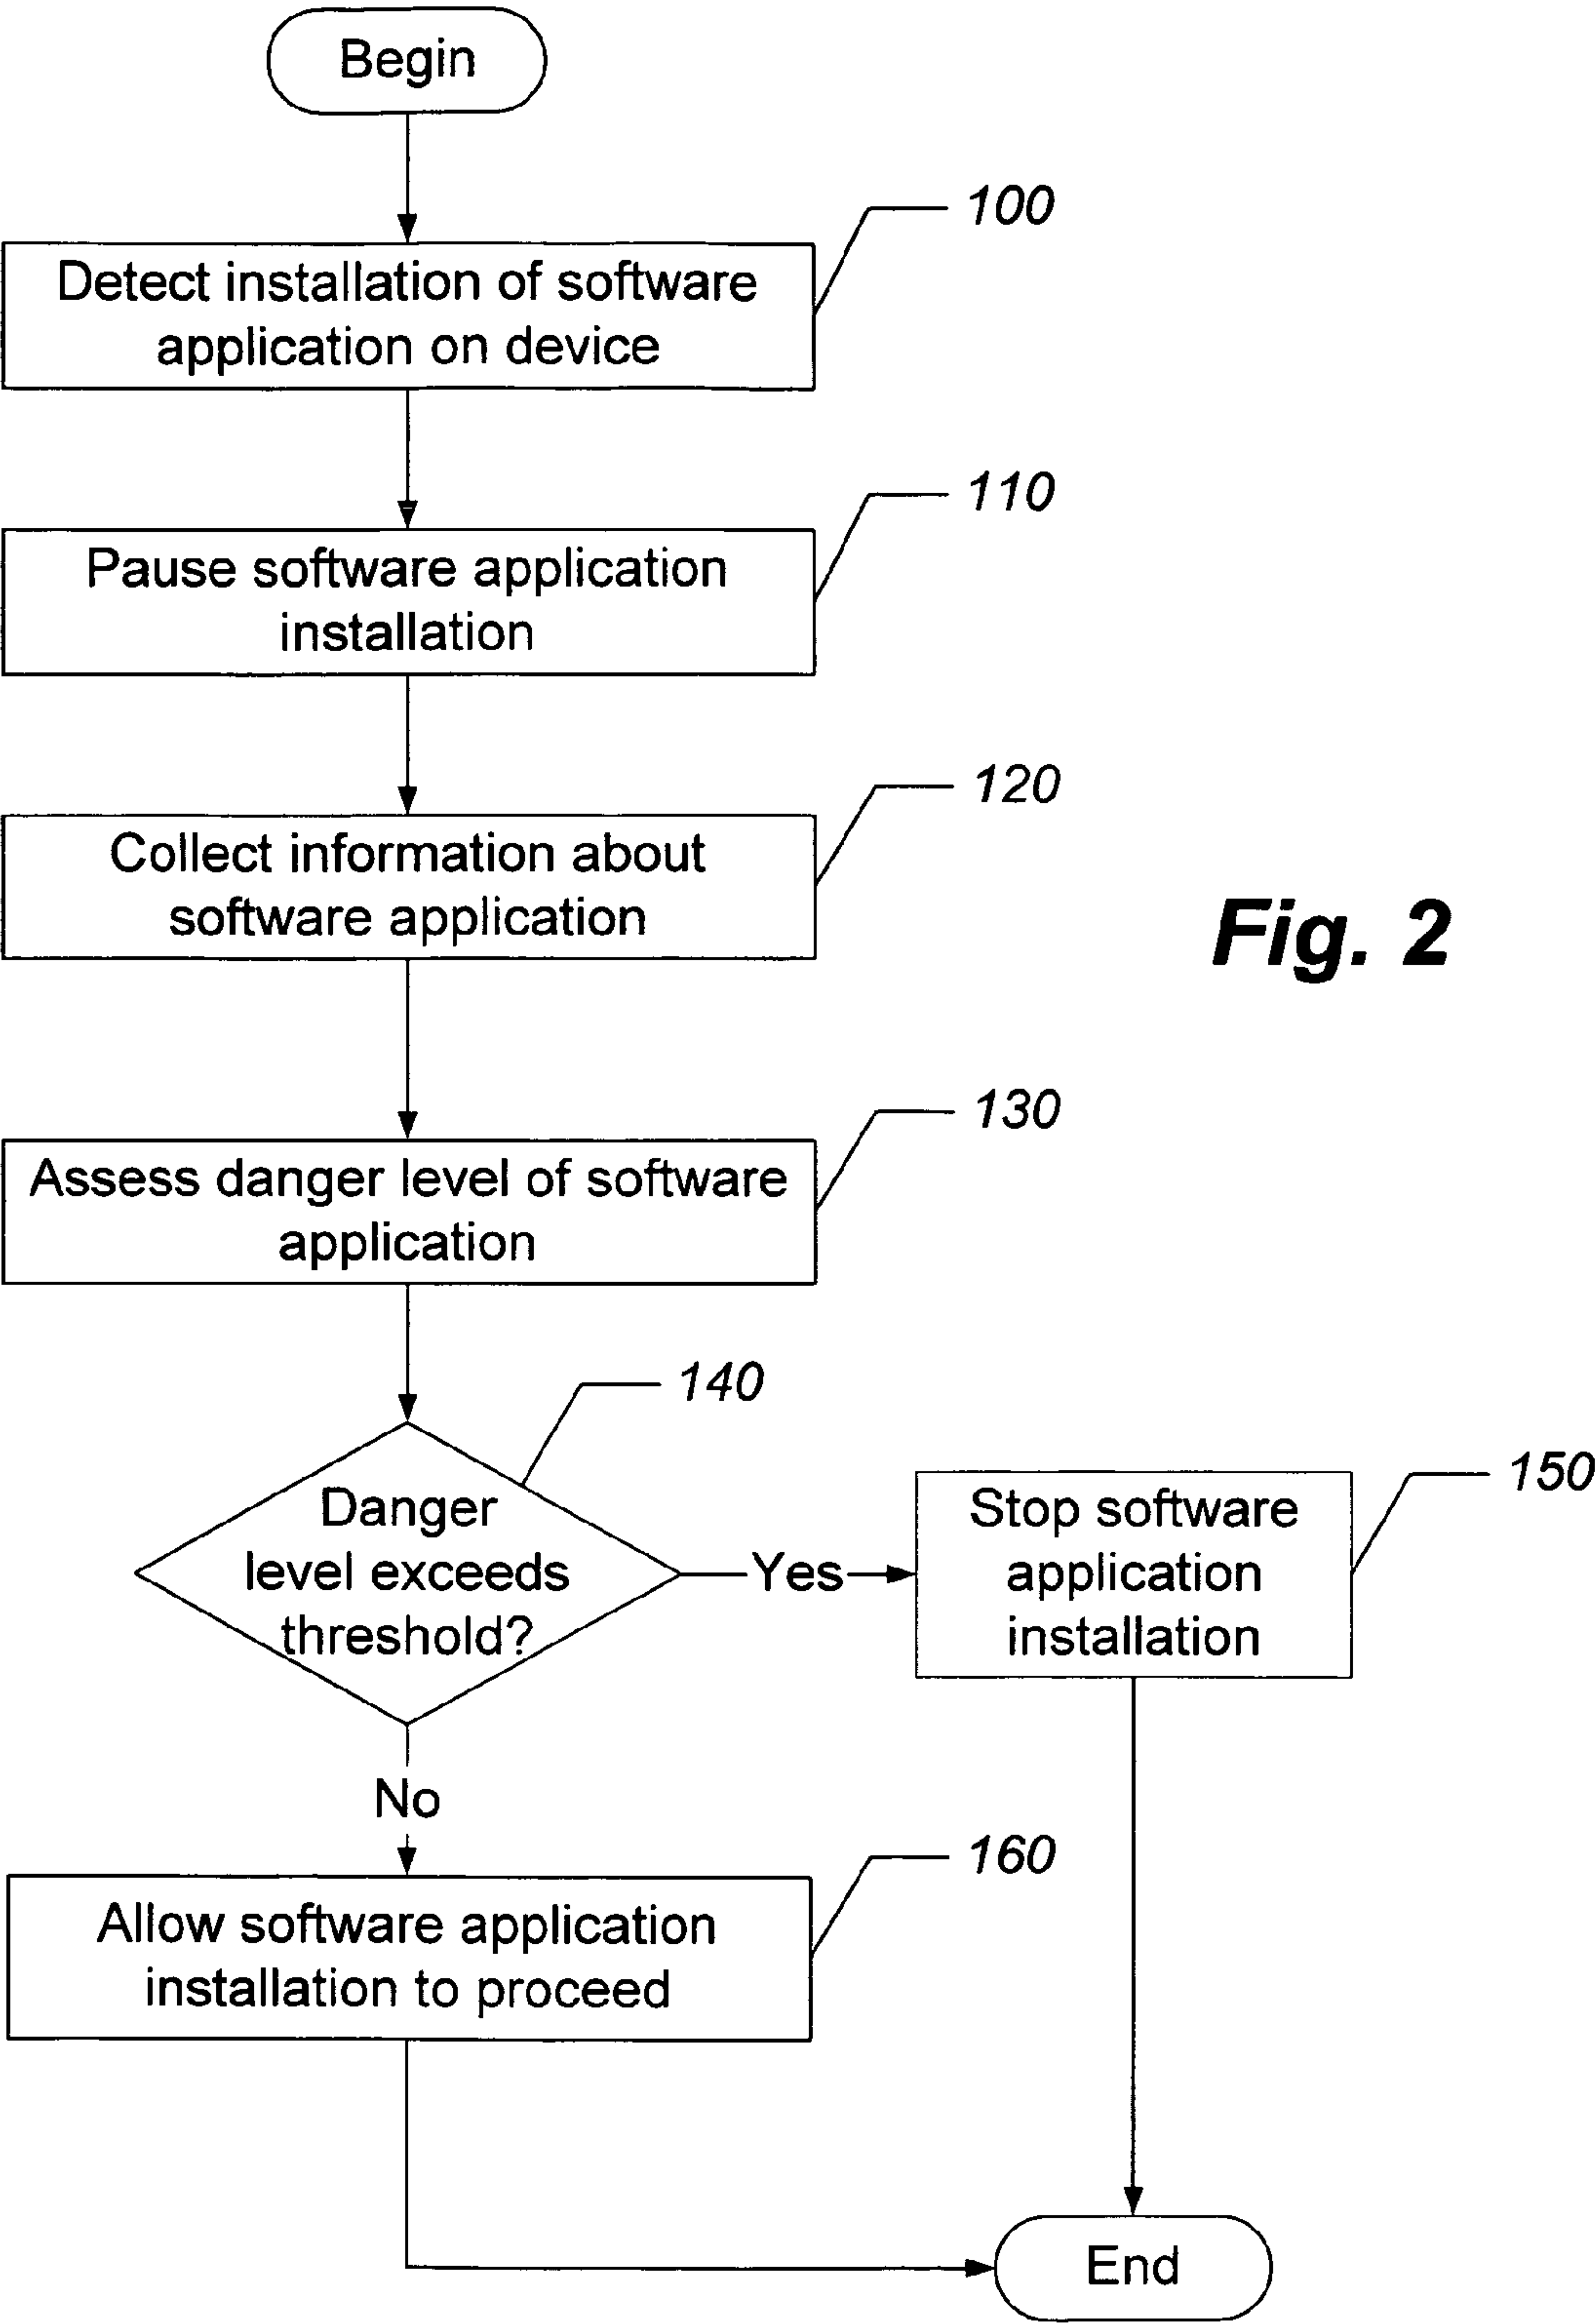 Begin
100
Detect installation of software
application on device
110
Pause software application
installation
120
Collect information about
software application
Fig. 2
130
Assess danger level of software
application
140
Danger
level exceeds
threshold?
Yes
150
Stop software
application
installation
No
160
Allow software application
installation to proceed
End